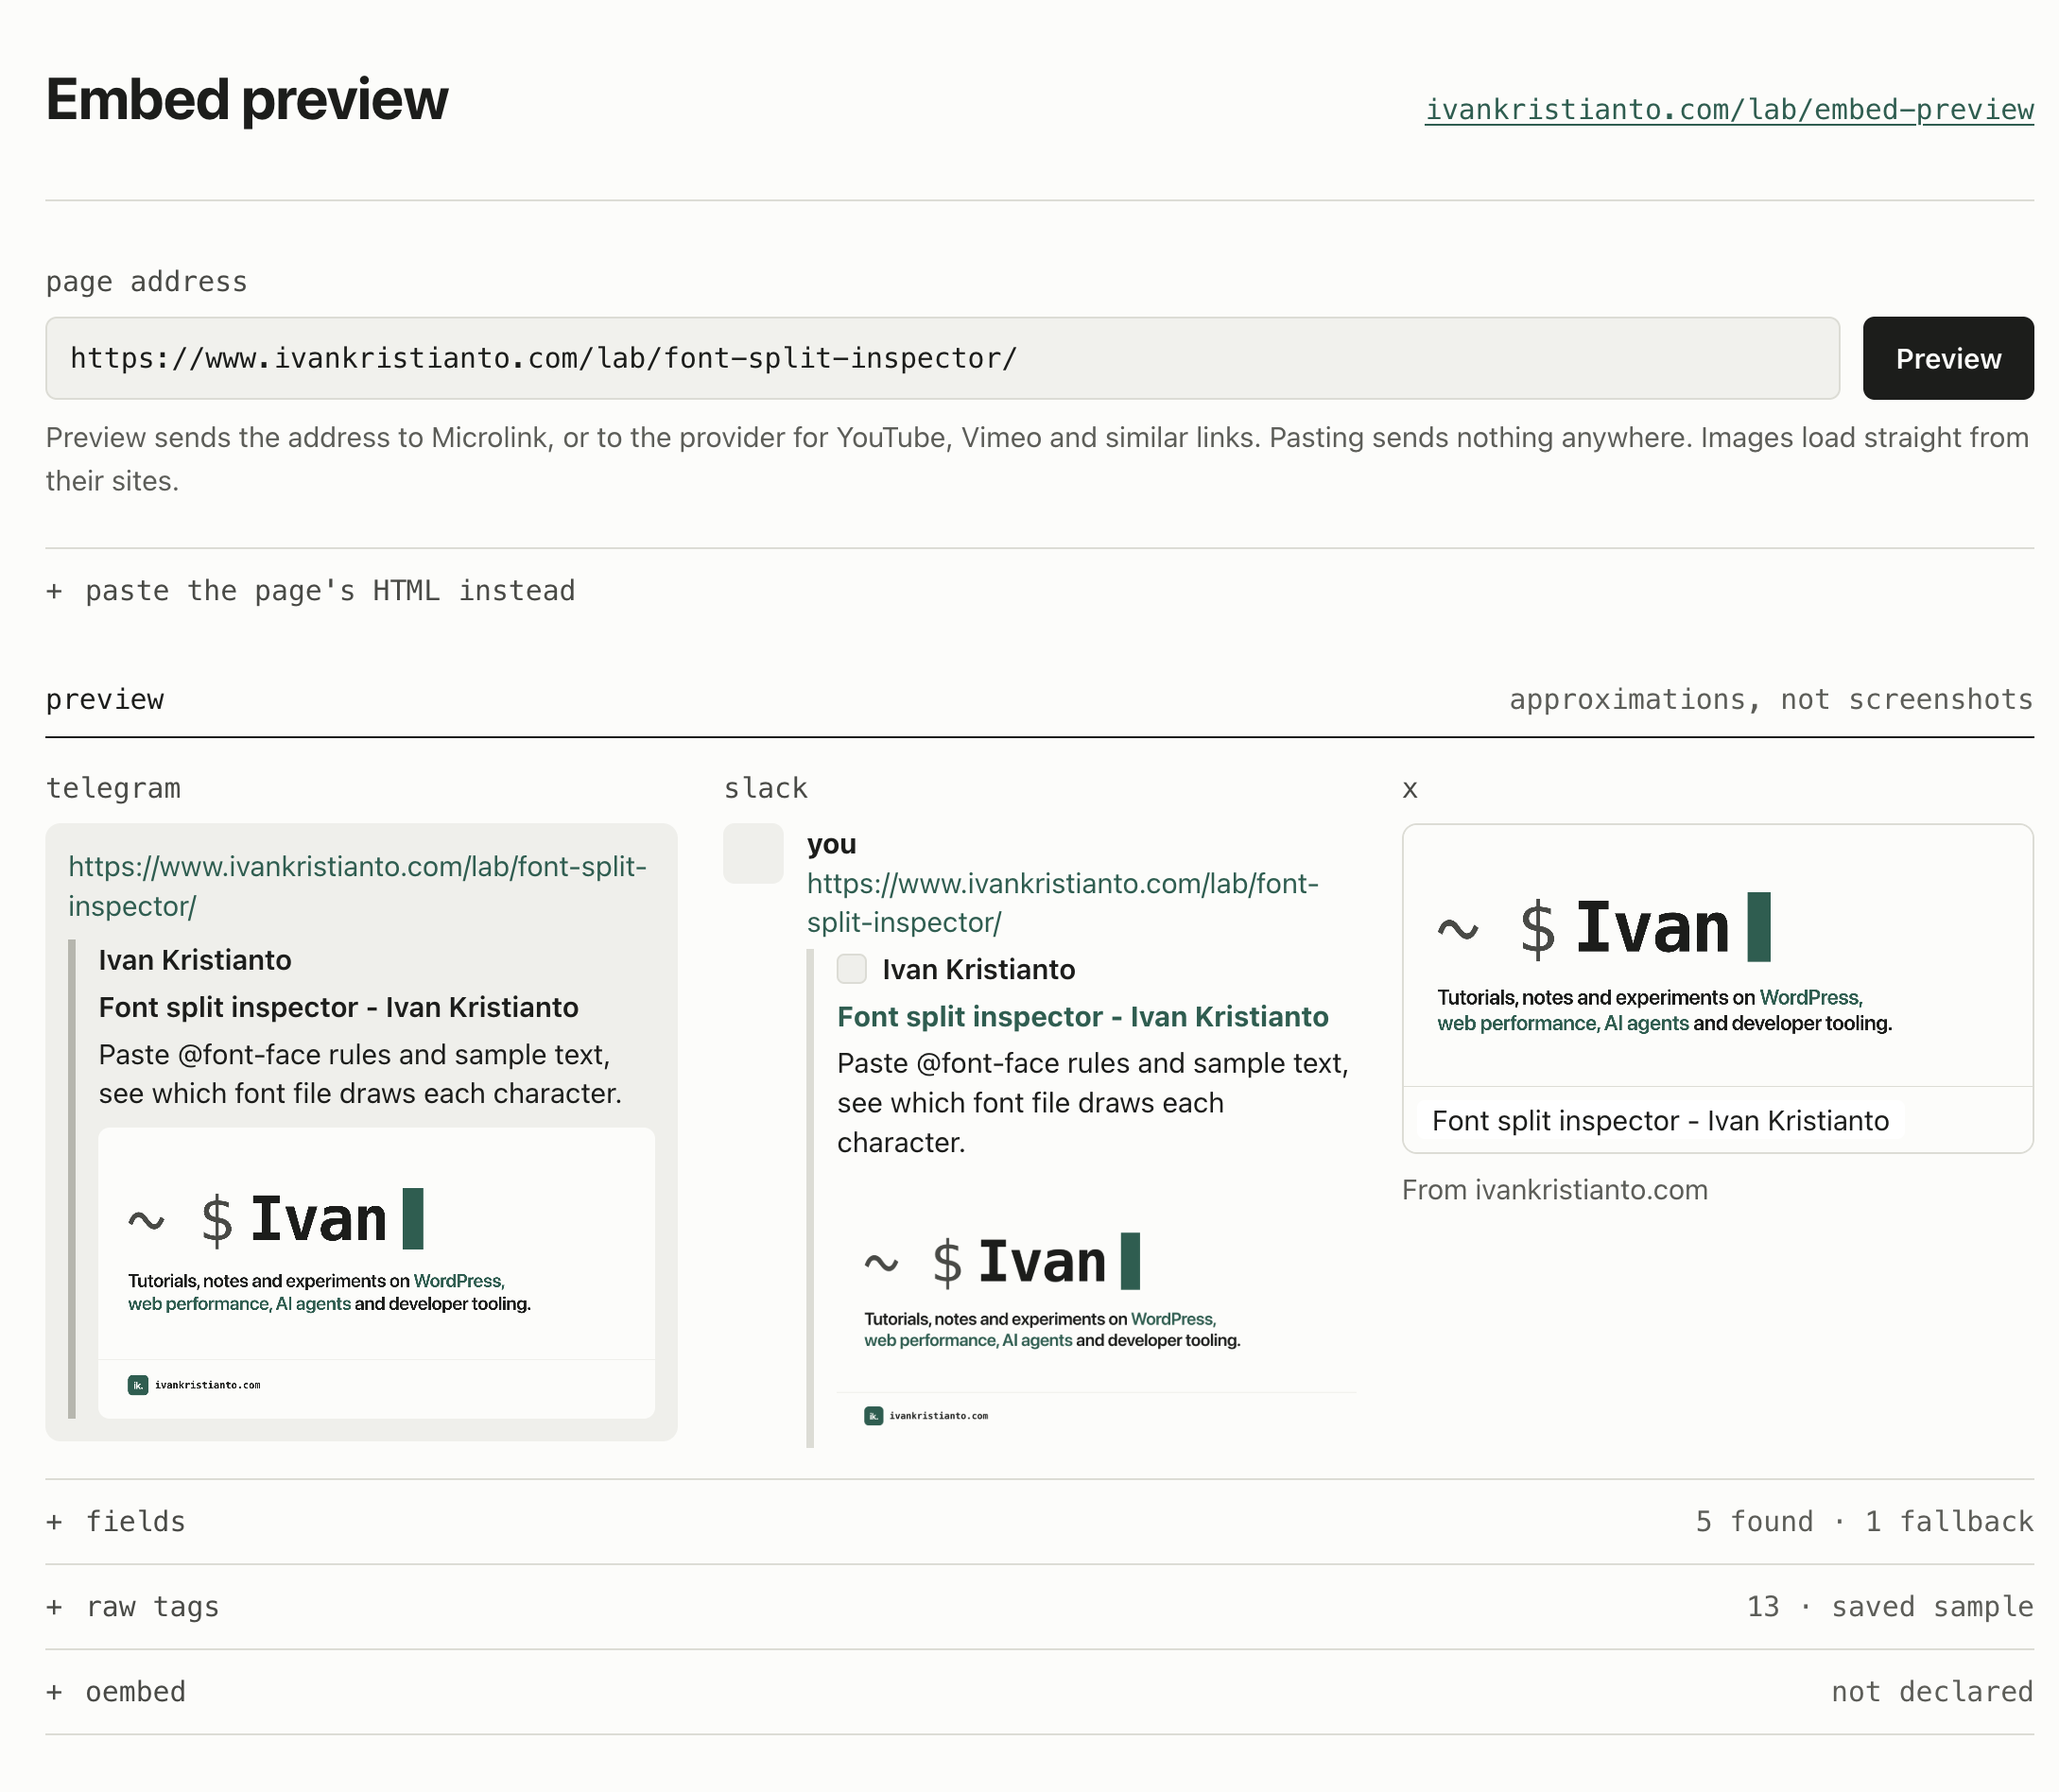 Embed preview
ivankristianto.com/lab/embed-preview
page address
https://www.ivankristianto.com/lab/font-split-inspector/
Preview
Preview sends the address to Microlink, or to the provider for YouTube, Vimeo and similar links. Pasting sends nothing anywhere. Images load straight from
their sites.
+ paste the page's HTML instead
preview
approximations, not screenshots
telegram
https://www.ivankristianto.com/lab/font-split-
inspector/
Ivan Kristianto
Font split inspector - Ivan Kristianto
Paste @font-face rules and sample text,
see which font file draws each character.
~ $ Ivan
Tutorials, notes and experiments on WordPress,
web performance, AI agents and developer tooling.
ik. ivankristianto.com
slack
you
https://www.ivankristianto.com/lab/font-
split-inspector/
Ivan Kristianto
Font split inspector - Ivan Kristianto
Paste @font-face rules and sample text,
see which font file draws each
character.
~ $ Ivan
Tutorials, notes and experiments on WordPress,
web performance, AI agents and developer tooling.
ik. ivankristianto.com
x
~ $ Ivan
Tutorials, notes and experiments on WordPress,
web performance, AI agents and developer tooling.
Font split inspector - Ivan Kristianto
From ivankristianto.com
+ fields
5 found · 1 fallback
+ raw tags
13 · saved sample
+ oembed
not declared